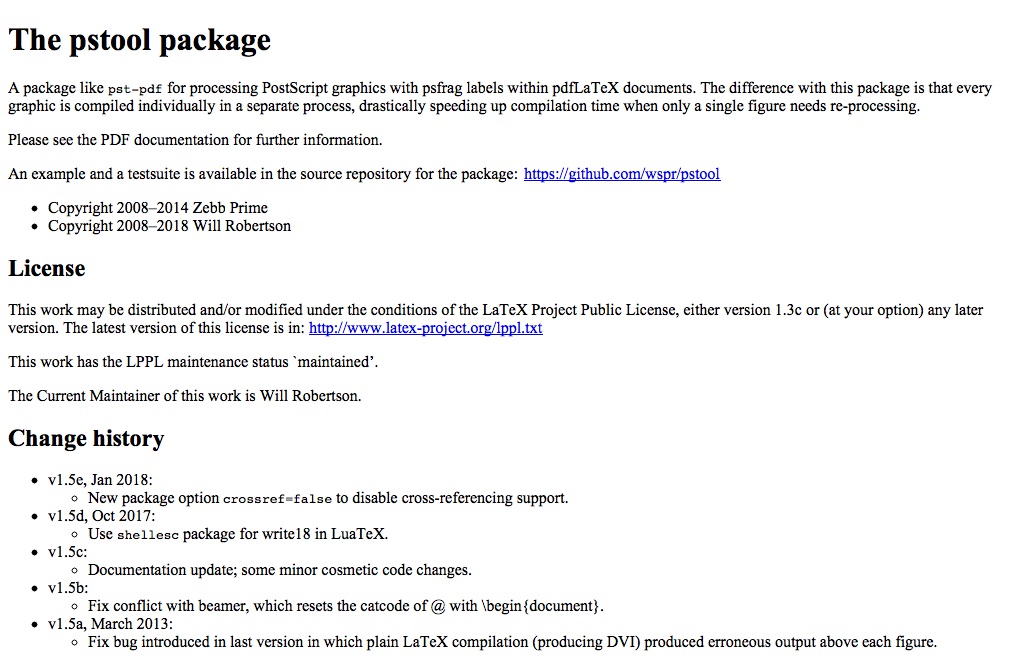 The pstool package
A package like pst-pdf for processing PostScript graphics with psfrag labels within pdfLaTeX documents. The difference with this package is that every
graphic is compiled individually in a separate process, drastically speeding up compilation time when only a single figure needs re-processing.
Please see the PDF documentation for further information.
An example and a testsuite is available in the source repository for the package: https://github.com/wspr/pstool
• Copyright 2008–2014 Zebb Prime
• Copyright 2008–2018 Will Robertson
License
This work may be distributed and/or modified under the conditions of the LaTeX Project Public License, either version 1.3c or (at your option) any later
version. The latest version of this license is in: http://www.latex-project.org/lppl.txt
This work has the LPPL maintenance status `maintained’.
The Current Maintainer of this work is Will Robertson.
Change history
• v1.5e, Jan 2018:
◦ New package option crossref=false to disable cross-referencing support.
• v1.5d, Oct 2017:
◦ Use shellesc package for write18 in LuaTeX.
• v1.5c:
◦ Documentation update; some minor cosmetic code changes.
• v1.5b:
◦ Fix conflict with beamer, which resets the catcode of @ with \begin{document}.
• v1.5a, March 2013:
◦ Fix bug introduced in last version in which plain LaTeX compilation (producing DVI) produced erroneous output above each figure.